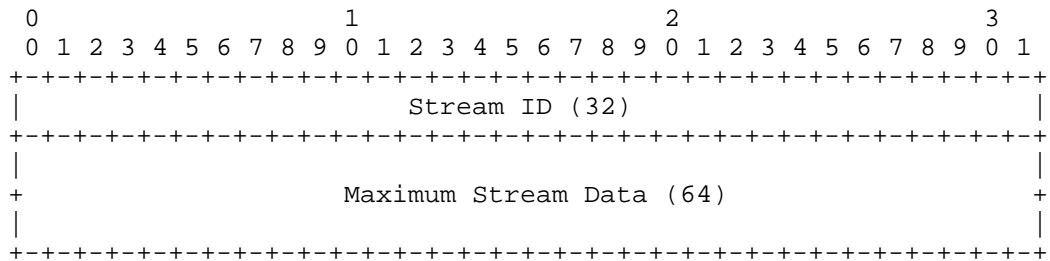 0                   1                   2                   3
 0 1 2 3 4 5 6 7 8 9 0 1 2 3 4 5 6 7 8 9 0 1 2 3 4 5 6 7 8 9 0 1
+-+-+-+-+-+-+-+-+-+-+-+-+-+-+-+-+-+-+-+-+-+-+-+-+-+-+-+-+-+-+-+-+
|                        Stream ID (32)                         |
+-+-+-+-+-+-+-+-+-+-+-+-+-+-+-+-+-+-+-+-+-+-+-+-+-+-+-+-+-+-+-+-+
|                                                               |
+                    Maximum Stream Data (64)                   +
|                                                               |
+-+-+-+-+-+-+-+-+-+-+-+-+-+-+-+-+-+-+-+-+-+-+-+-+-+-+-+-+-+-+-+-+